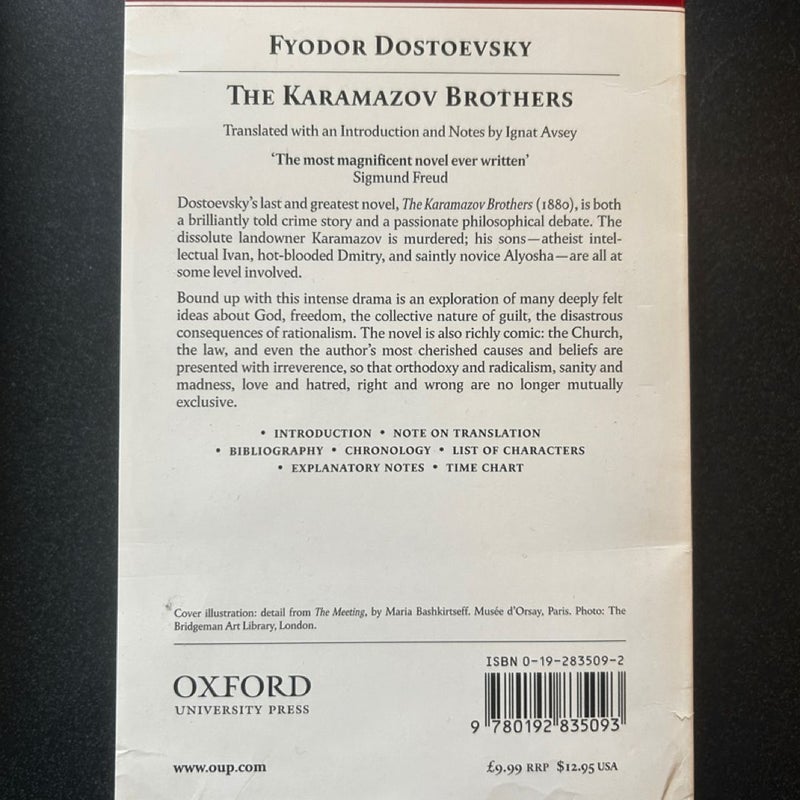 FYODOR DOSTOEVSKY
THE KARAMAZOV BROTHERS
Translated with an Introduction and Notes by Ignat Avsey
‘The most magnificent novel ever written’
Sigmund Freud
Dostoevsky’s last and greatest novel, The Karamazov Brothers (1880), is both
a brilliantly told crime story and a passionate philosophical debate. The
dissolute landowner Karamazov is murdered; his sons—atheist intel-
lectual Ivan, hot-blooded Dmitry, and saintly novice Alyosha—are all at
some level involved.
Bound up with this intense drama is an exploration of many deeply felt
ideas about God, freedom, the collective nature of guilt, the disastrous
consequences of rationalism. The novel is also richly comic: the Church,
the law, and even the author’s most cherished causes and beliefs are
presented with irreverence, so that orthodoxy and radicalism, sanity and
madness, love and hatred, right and wrong are no longer mutually
exclusive.
• INTRODUCTION • NOTE ON TRANSLATION
• BIBLIOGRAPHY • CHRONOLOGY • LIST OF CHARACTERS
• EXPLANATORY NOTES • TIME CHART
Cover illustration: detail from The Meeting, by Maria Bashkirtseff. Musée d’Orsay, Paris. Photo: The
Bridgeman Art Library, London.
ISBN 0-19-283509-2
OXFORD
UNIVERSITY PRESS
9 780192 835093
www.oup.com
£9.99 RRP $12.95 USA